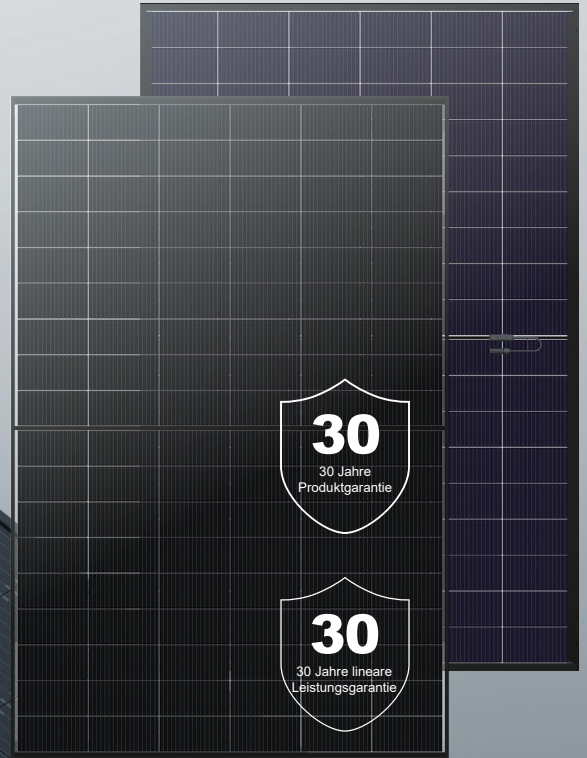 30
30 Jahre
Produktgarantie
30
30 Jahre lineare
Leistungsgarantie